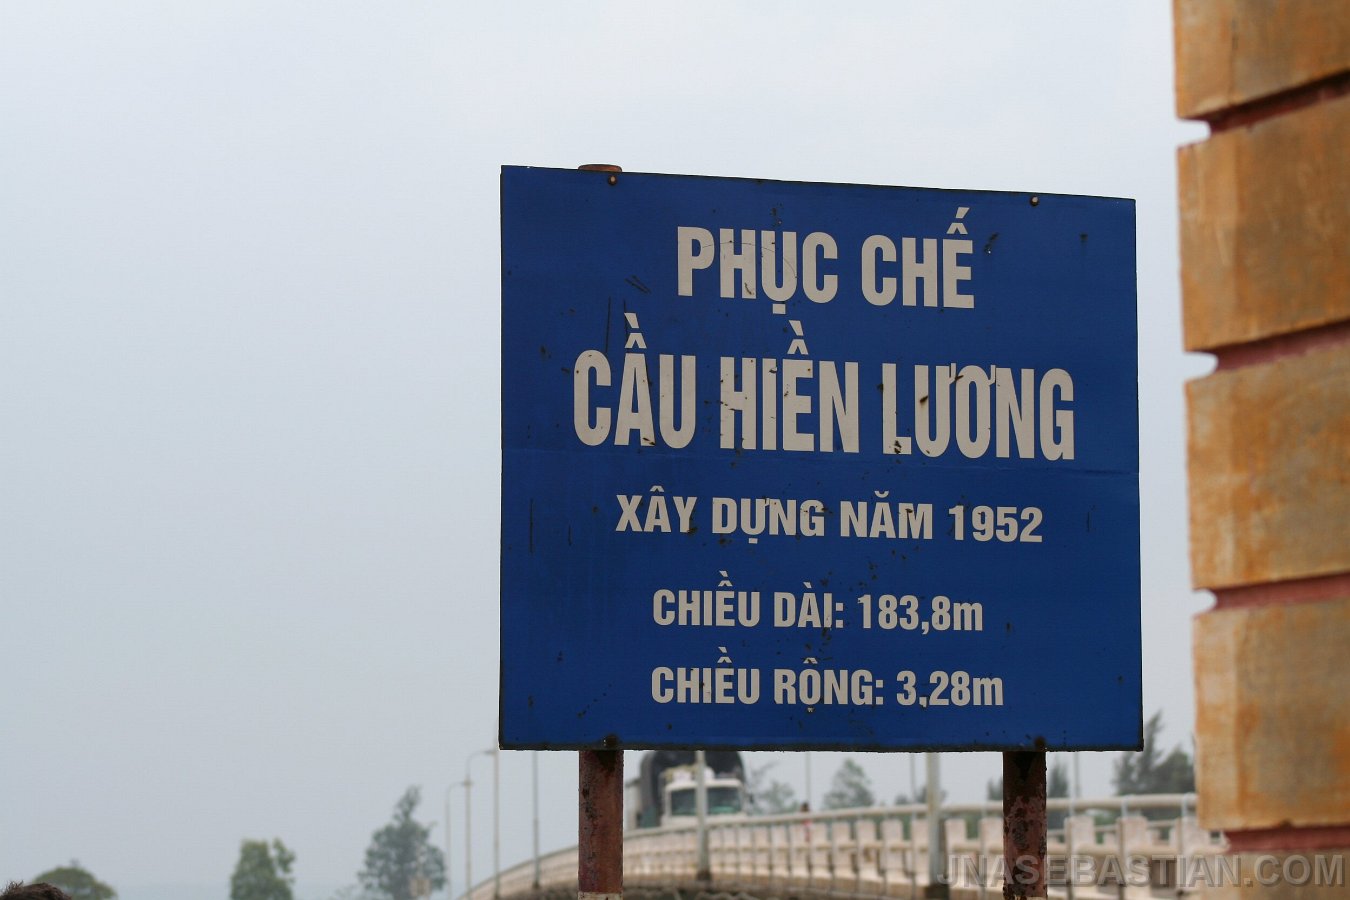 PHỤC CHẾ
CẦU HIỀN LƯƠNG
XÂY DỰNG NĂM 1952
CHIỀU DÀI: 183,8m
CHIỀU RỘNG: 3,28m
JNASEBASTIAN.COM